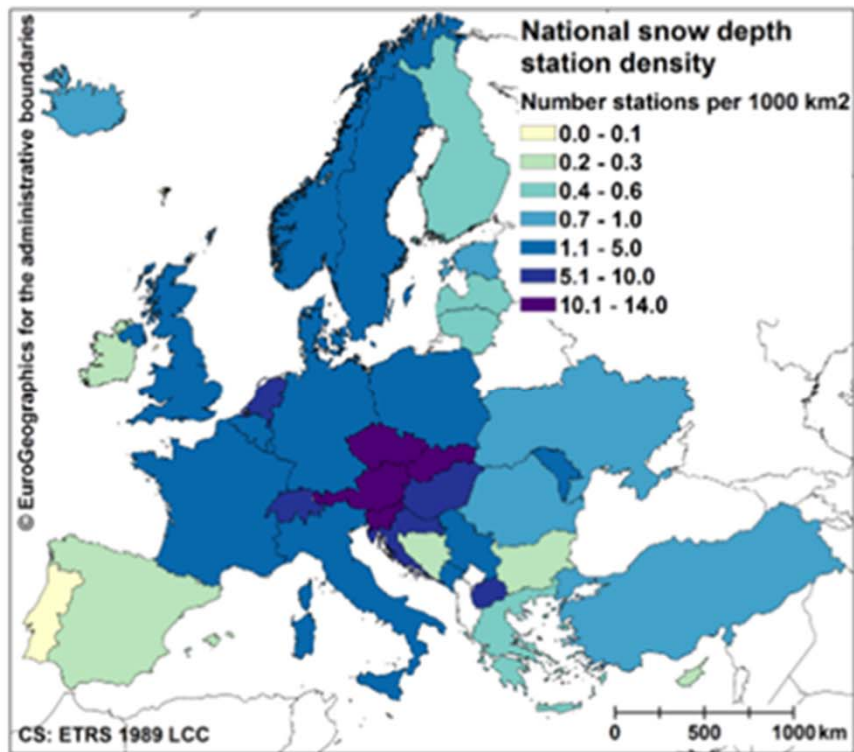 © EuroGeographics for the administrative boundaries
National snow depth
station density
Number stations per 1000 km2
0.0 - 0.1
0.2 - 0.3
0.4 - 0.6
0.7 - 1.0
1.1 - 5.0
5.1 - 10.0
10.1 - 14.0
CS: ETRS 1989 LCC
0 500 1000 km